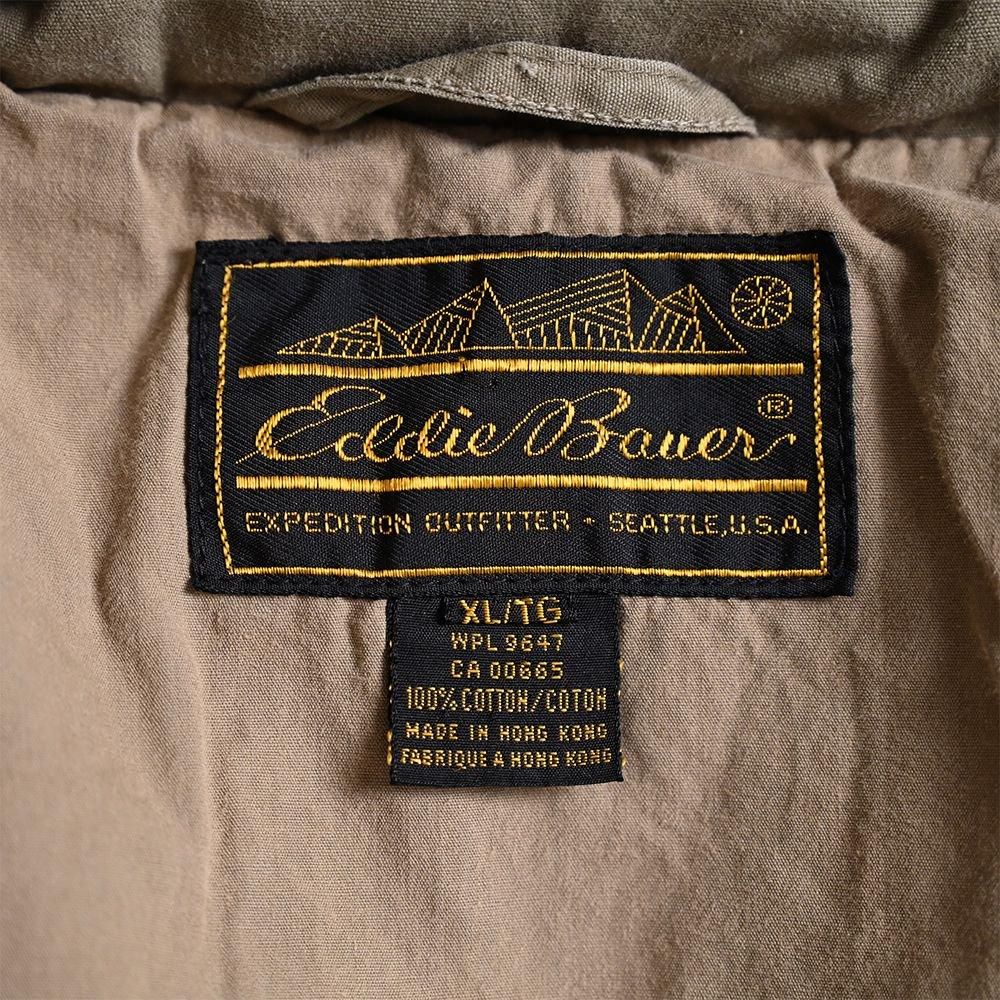 Eddie Bauer ®
EXPEDITION OUTFITTER - SEATTLE, U.S.A.
XL/TG
WPL 9647
CA 00665
100% COTTON/COTON
MADE IN HONG KONG
FABRIQUE A HONG KONG